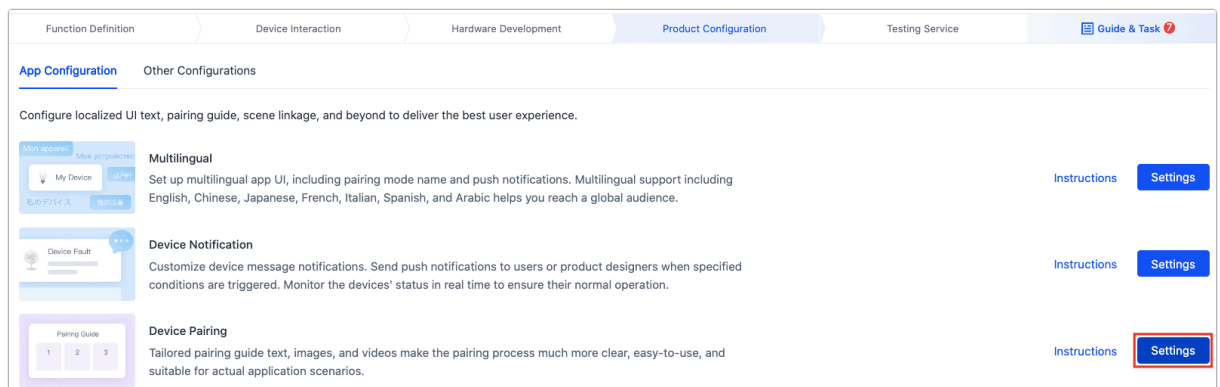 Function Definition
Device Interaction
Hardware Development
Product Configuration
Testing Service
Guide & Task 7
App Configuration
Other Configurations
Configure localized UI text, pairing guide, scene linkage, and beyond to deliver the best user experience.
Mon appareil
Мое устройство
My Device
جهازي
私のデバイス
我的设备
Multilingual
Set up multilingual app UI, including pairing mode name and push notifications. Multilingual support including
English, Chinese, Japanese, French, Italian, Spanish, and Arabic helps you reach a global audience.
Instructions
Settings
Device Fault
Device Notification
Customize device message notifications. Send push notifications to users or product designers when specified
conditions are triggered. Monitor the devices' status in real time to ensure their normal operation.
Instructions
Settings
Pairing Guide
1 2 3
Device Pairing
Tailored pairing guide text, images, and videos make the pairing process much more clear, easy-to-use, and
suitable for actual application scenarios.
Instructions
Settings